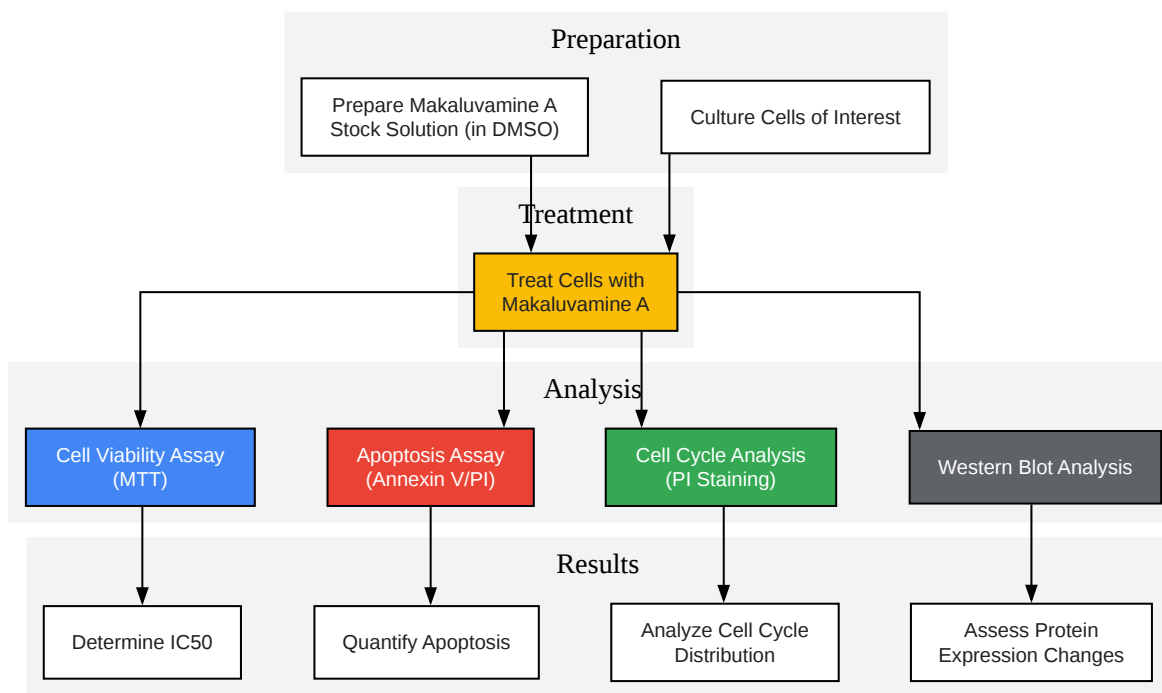 Preparation
Prepare Makaluvamine A
Stock Solution (in DMSO)
Culture Cells of Interest
Treatment
Treat Cells with
Makaluvamine A
Analysis
Cell Viability Assay
(MTT)
Apoptosis Assay
(Annexin V/PI)
Cell Cycle Analysis
(PI Staining)
Western Blot Analysis
Results
Determine IC50
Quantify Apoptosis
Analyze Cell Cycle
Distribution
Assess Protein
Expression Changes